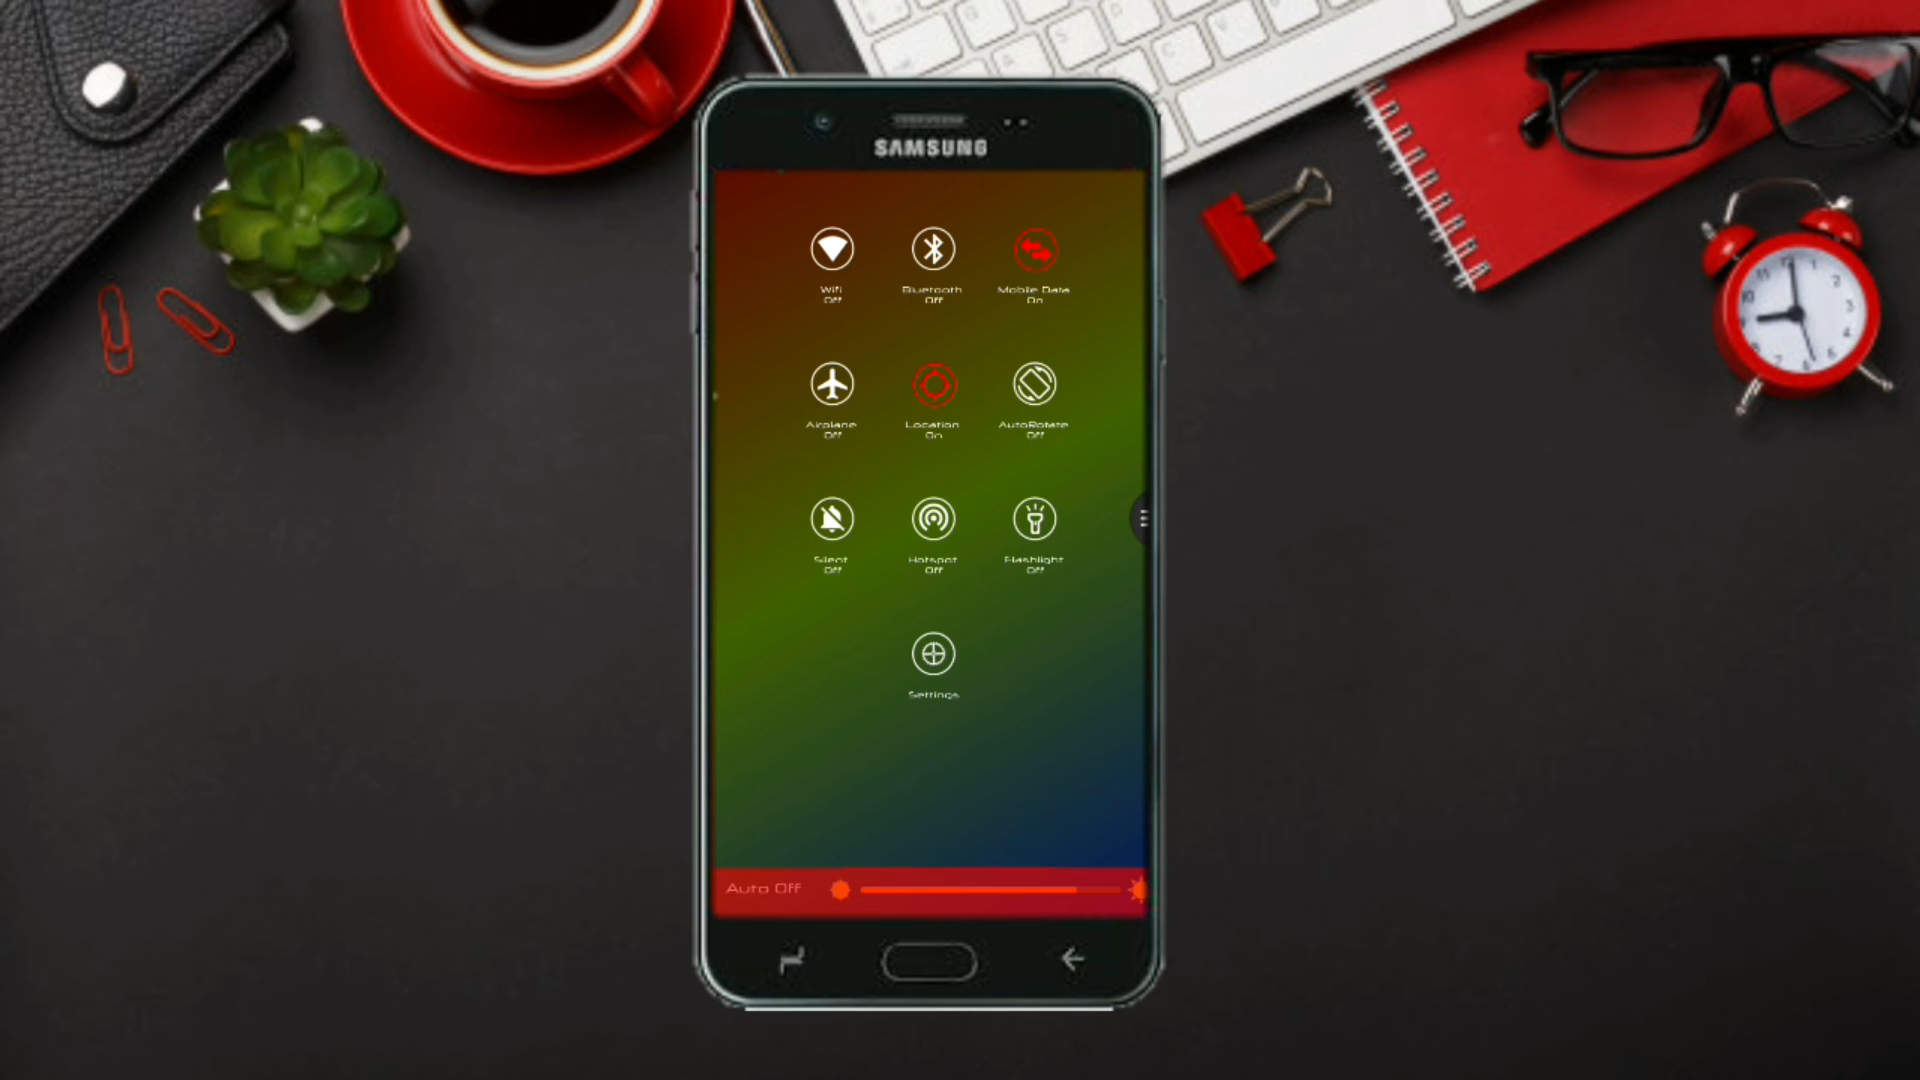 SAMSUNG
Wifi
Off
Bluetooth
Off
Mobile Data
On
Airplane
Off
Location
On
AutoRotate
Off
Silent
Off
Hotspot
Off
Flashlight
Off
Settings
Auto Off